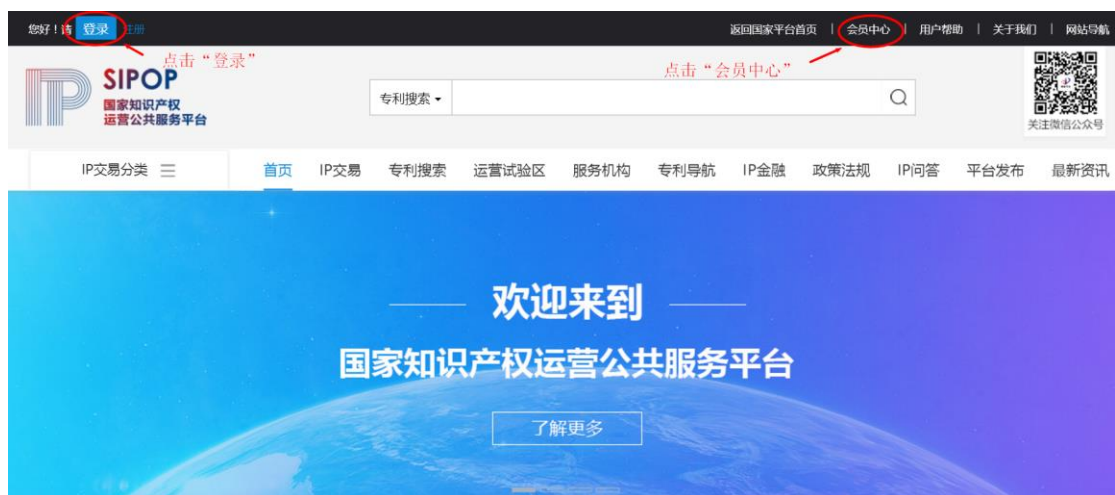 您好！请 登录 注册
返回国家平台首页 | 会员中心 | 用户帮助 | 关于我们 | 网站导航
点击“登录”
点击“会员中心”
SIPOP
国家知识产权
运营公共服务平台
专利搜索
关注微信公众号
IP交易分类 首页 IP交易 专利搜索 运营试验区 服务机构 专利导航 IP金融 政策法规 IP问答 平台发布 最新资讯
欢迎来到
国家知识产权运营公共服务平台
了解更多